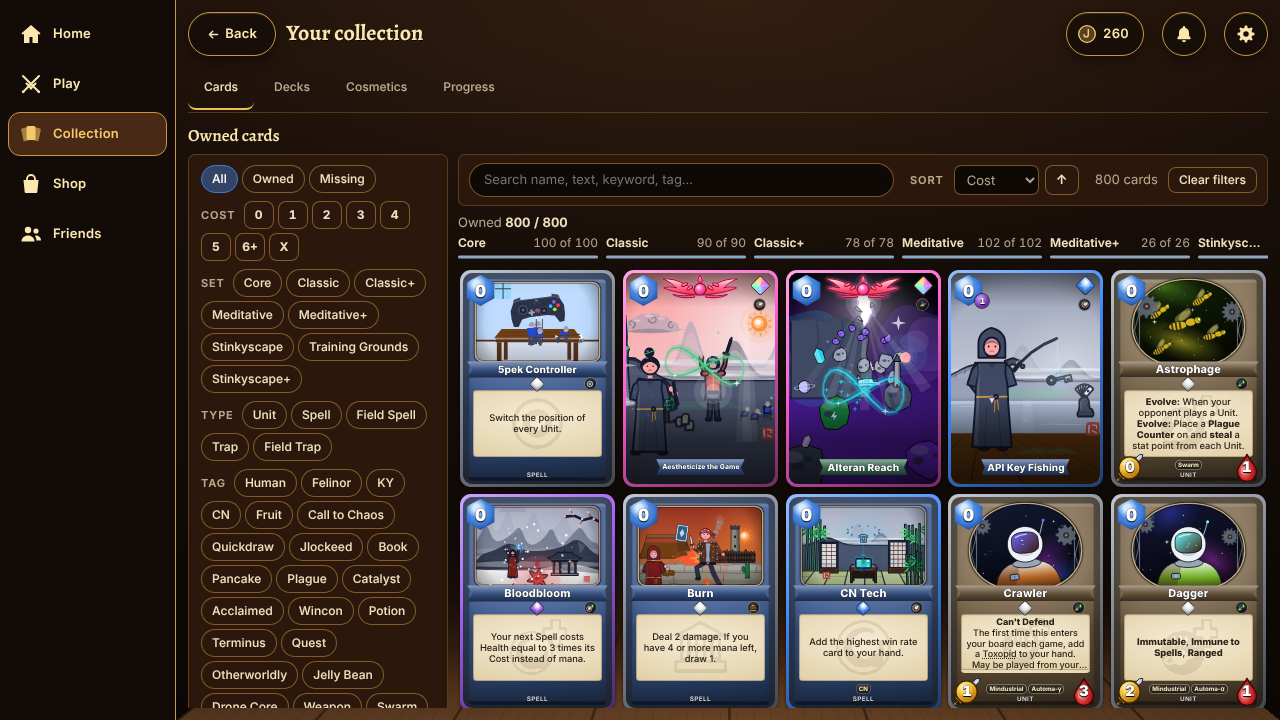 Home
Play
Collection
Shop
Friends
← Back
Your collection
J 260
Cards
Decks
Cosmetics
Progress
Owned cards
All
Owned
Missing
COST 0 1 2 3 4
5 6+ X
SET Core Classic Classic+
Meditative Meditative+
Stinkyscape Training Grounds
Stinkyscape+
TYPE Unit Spell Field Spell
Trap Field Trap
TAG Human Felinor KY
CN Fruit Call to Chaos
Quickdraw Jlockeed Book
Pancake Plague Catalyst
Acclaimed Wincon Potion
Terminus Quest
Otherworldly Jelly Bean
Drone Core Weapon Swarm
Search name, text, keyword, tag...
SORT Cost ↑ 800 cards Clear filters
Owned 800 / 800
Core 100 of 100
Classic 90 of 90
Classic+ 78 of 78
Meditative 102 of 102
Meditative+ 26 of 26
Stinkysc...
0
5pek Controller
Switch the position of
every Unit.
SPELL
0
Aestheticize the Game
0
Alteran Reach
0
1
API Key Fishing
0
Astrophage
Evolve: When your
opponent plays a Unit.
Evolve: Place a Plague
Counter on and steal a
stat point from each Unit.
0
Swarm
UNIT
1
0
Bloodbloom
Your next Spell costs
Health equal to 3 times its
Cost instead of mana.
SPELL
0
Burn
Deal 2 damage. If you
have 4 or more mana left,
draw 1.
SPELL
0
CN Tech
Add the highest win rate
card to your hand.
CN
SPELL
0
Crawler
Can't Defend
The first time this enters
your board each game, add
a Toxopid to your hand.
May be played from your...
1
Mindustrial Automa-γ
UNIT
3
0
Dagger
Immutable, Immune to
Spells, Ranged
2
Mindustrial Automa-α
UNIT
1